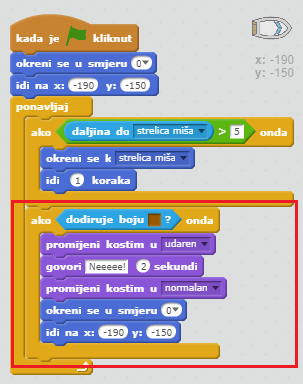 kada je kliknut
okreni se u smjeru 0
idi na x: -190 y: -150
x: -190
y: -150
ponavljaj
ako daljina do strelica miša > 5 onda
okreni se k strelica miša
idi 1 koraka
ako dodiruje boju ? onda
promijeni kostim u udaren
govori Neeeee! 2 sekundi
promijeni kostim u normalan
okreni se u smjeru 0
idi na x: -190 y: -150